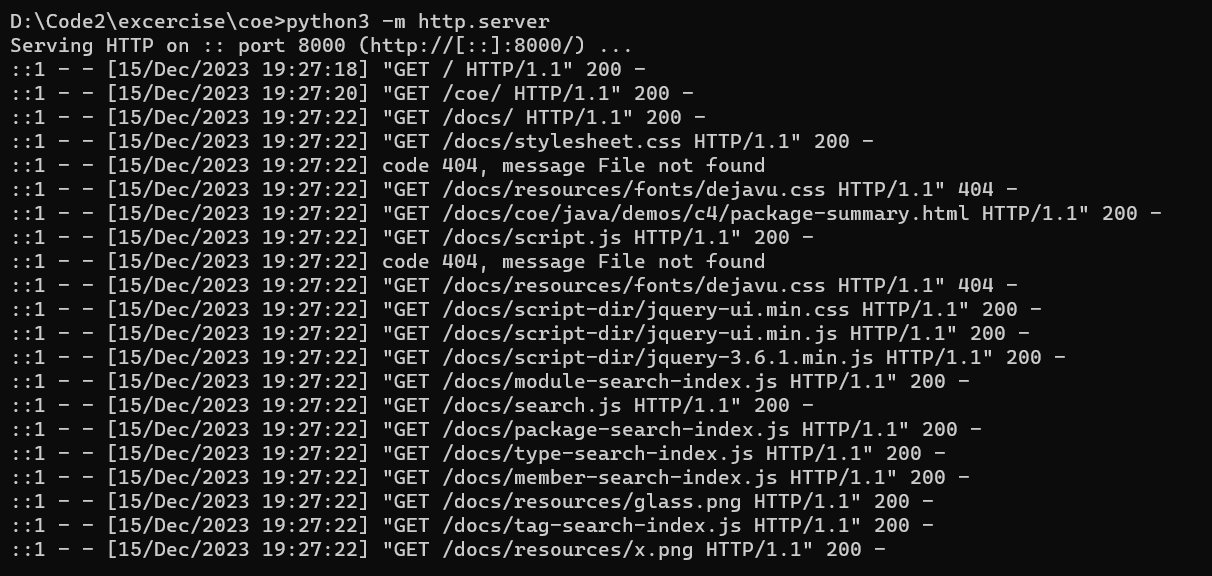 D:\Code2\excercise\coe>python3 -m http.server
Serving HTTP on :: port 8000 (http://[::]:8000/) ...
::1 - - [15/Dec/2023 19:27:18] "GET / HTTP/1.1" 200 -
::1 - - [15/Dec/2023 19:27:20] "GET /coe/ HTTP/1.1" 200 -
::1 - - [15/Dec/2023 19:27:22] "GET /docs/ HTTP/1.1" 200 -
::1 - - [15/Dec/2023 19:27:22] "GET /docs/stylesheet.css HTTP/1.1" 200 -
::1 - - [15/Dec/2023 19:27:22] code 404, message File not found
::1 - - [15/Dec/2023 19:27:22] "GET /docs/resources/fonts/dejavu.css HTTP/1.1" 404 -
::1 - - [15/Dec/2023 19:27:22] "GET /docs/coe/java/demos/c4/package-summary.html HTTP/1.1" 200 -
::1 - - [15/Dec/2023 19:27:22] "GET /docs/script.js HTTP/1.1" 200 -
::1 - - [15/Dec/2023 19:27:22] code 404, message File not found
::1 - - [15/Dec/2023 19:27:22] "GET /docs/resources/fonts/dejavu.css HTTP/1.1" 404 -
::1 - - [15/Dec/2023 19:27:22] "GET /docs/script-dir/jquery-ui.min.css HTTP/1.1" 200 -
::1 - - [15/Dec/2023 19:27:22] "GET /docs/script-dir/jquery-ui.min.js HTTP/1.1" 200 -
::1 - - [15/Dec/2023 19:27:22] "GET /docs/script-dir/jquery-3.6.1.min.js HTTP/1.1" 200 -
::1 - - [15/Dec/2023 19:27:22] "GET /docs/module-search-index.js HTTP/1.1" 200 -
::1 - - [15/Dec/2023 19:27:22] "GET /docs/search.js HTTP/1.1" 200 -
::1 - - [15/Dec/2023 19:27:22] "GET /docs/package-search-index.js HTTP/1.1" 200 -
::1 - - [15/Dec/2023 19:27:22] "GET /docs/type-search-index.js HTTP/1.1" 200 -
::1 - - [15/Dec/2023 19:27:22] "GET /docs/member-search-index.js HTTP/1.1" 200 -
::1 - - [15/Dec/2023 19:27:22] "GET /docs/resources/glass.png HTTP/1.1" 200 -
::1 - - [15/Dec/2023 19:27:22] "GET /docs/tag-search-index.js HTTP/1.1" 200 -
::1 - - [15/Dec/2023 19:27:22] "GET /docs/resources/x.png HTTP/1.1" 200 -